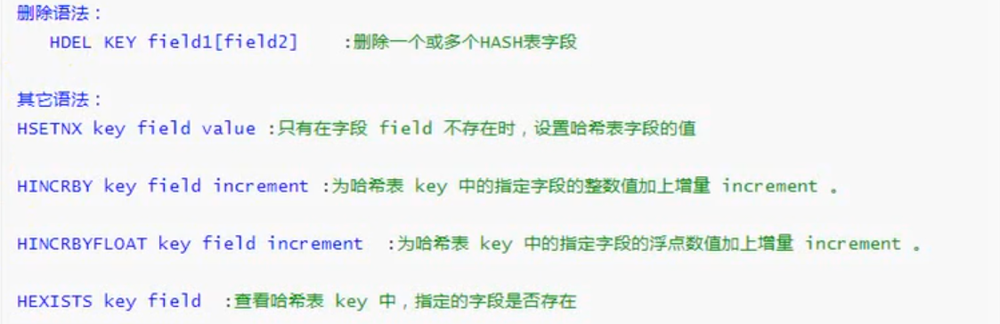 删除语法：
HDEL KEY field1[field2] :删除一个或多个HASH表字段
其它语法：
HSETNX key field value :只有在字段 field 不存在时，设置哈希表字段的值
HINCRBY key field increment :为哈希表 key 中的指定字段的整数值加上增量 increment 。
HINCRBYFLOAT key field increment :为哈希表 key 中的指定字段的浮点数值加上增量 increment 。
HEXISTS key field :查看哈希表 key 中，指定的字段是否存在